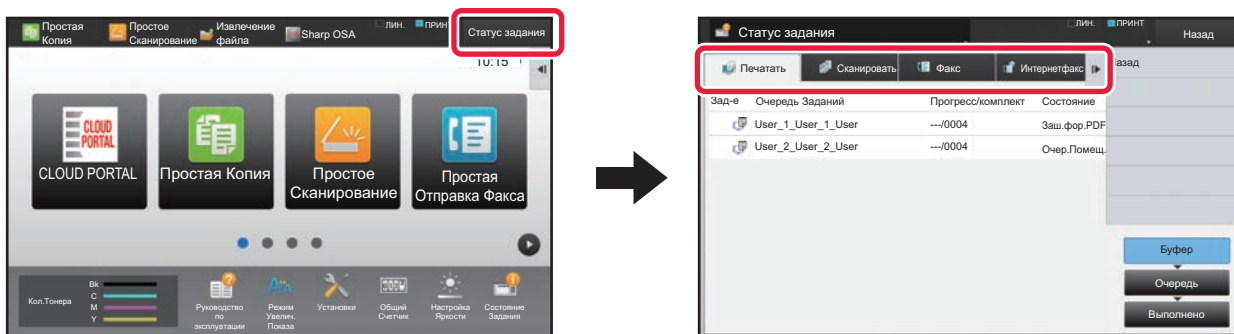 Простая
Копия
Простое
Сканирование
Извлечение
файла
Sharp OSA
ЛИН.
ПРИНТ
Статус задания
10:15
CLOUD
PORTAL
CLOUD PORTAL
Простая Копия
Простое
Сканирование
Простая
Отправка Факса
Кол.Тонера
Bk
C
M
Y
Руководство
по
эксплуатации
Режим
Увелич.
Показа
Установки
Общий
Счетчик
Настройка
Яркости
Состояние
Задания
Статус задания
ЛИН.
ПРИНТ
Назад
Печатать
Сканировать
Факс
Интернетфакс
азад
Зад-е Очередь Заданий Прогресс/комплект Состояние
User_1_User_1_User ---/0004 Заш.фор.PDF
User_2_User_2_User ---/0004 Очер.Помещ.
Буфер
Очередь
Выполнено